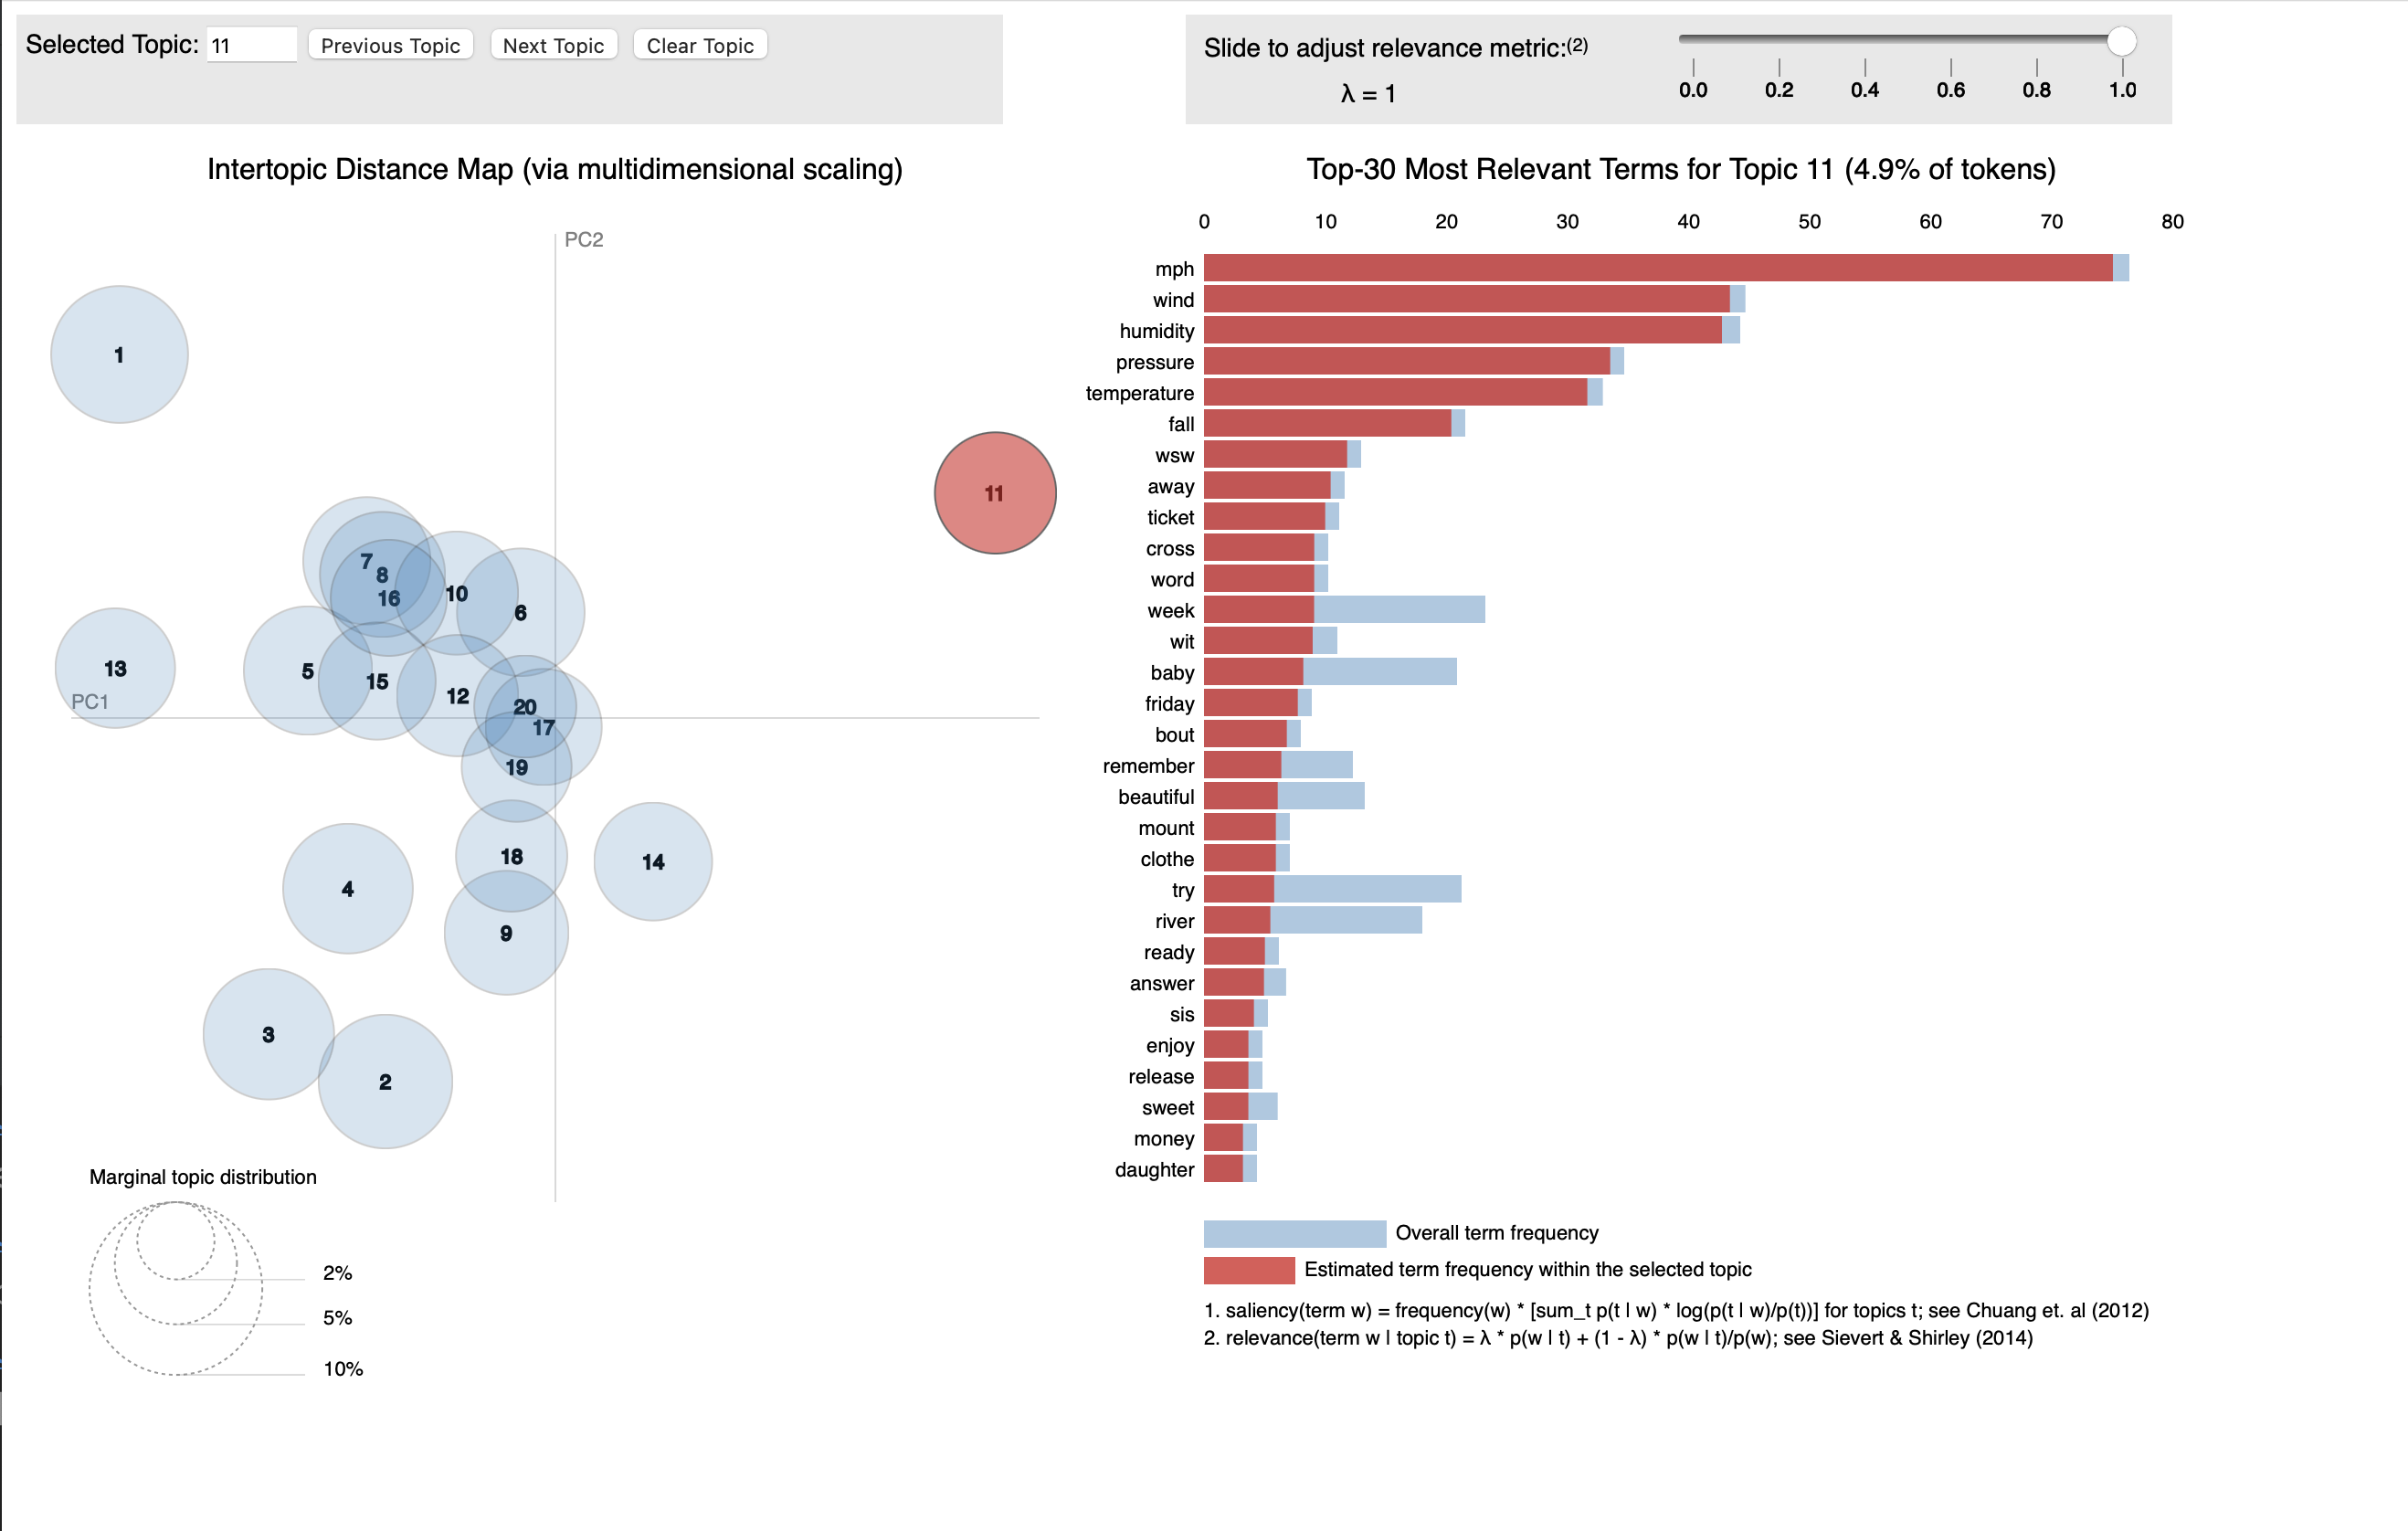 Selected Topic: 11 Previous Topic Next Topic Clear Topic
Slide to adjust relevance metric:(2)
λ = 1
0.0 0.2 0.4 0.6 0.8 1.0
Intertopic Distance Map (via multidimensional scaling)
PC2
1
11
7
8
16
10
6
13
5
15
12
20
17
PC1
19
18
14
4
9
3
2
Marginal topic distribution
2%
5%
10%
Top-30 Most Relevant Terms for Topic 11 (4.9% of tokens)
0 10 20 30 40 50 60 70 80
mph
wind
humidity
pressure
temperature
fall
wsw
away
ticket
cross
word
week
wit
baby
friday
bout
remember
beautiful
mount
clothe
try
river
ready
answer
sis
enjoy
release
sweet
money
daughter
Overall term frequency
Estimated term frequency within the selected topic
1. saliency(term w) = frequency(w) * [sum_t p(t | w) * log(p(t | w)/p(t))] for topics t; see Chuang et. al (2012)
2. relevance(term w | topic t) = λ * p(w | t) + (1 - λ) * p(w | t)/p(w); see Sievert & Shirley (2014)